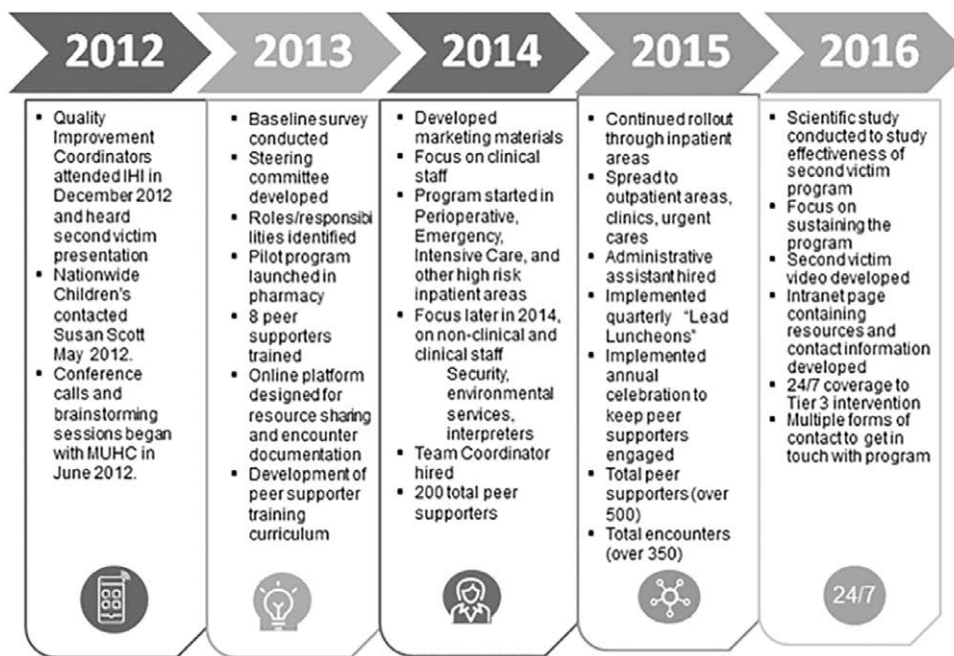 2012
2013
2014
2015
2016
▪ Quality
Improvement
Coordinators
attended IHI in
December 2012
and heard
second victim
presentation
▪ Nationwide
Children's
contacted
Susan Scott
May 2012.
▪ Conference
calls and
brainstorming
sessions began
with MUHC in
June 2012.
▪ Baseline survey
conducted
▪ Steering
committee
developed
▪ Roles/responsibi
lities identified
▪ Pilot program
launched in
pharmacy
▪ 8 peer
supporters
trained
▪ Online platform
designed for
resource sharing
and encounter
documentation
▪ Development of
peer supporter
training
curriculum
▪ Developed
marketing materials
▪ Focus on clinical
staff
▪ Program started in
Perioperative,
Emergency,
Intensive Care, and
other high risk
inpatient areas
▪ Focus later in 2014,
on non-clinical and
clinical staff
Security,
environmental
services,
interpreters
▪ Team Coordinator
hired
▪ 200 total peer
supporters
▪ Continued rollout
through inpatient
areas
▪ Spread to
outpatient areas,
clinics, urgent
cares
▪ Administrative
assistant hired
▪ Implemented
quarterly "Lead
Luncheons"
▪ Implemented
annual
celebration to
keep peer
supporters
engaged
▪ Total peer
supporters (over
500)
▪ Total encounters
(over 350)
▪ Scientific study
conducted to study
effectiveness of
second victim
program
▪ Focus on
sustaining the
program
▪ Second victim
video developed
▪ Intranet page
containing
resources and
contact information
developed
▪ 24/7 coverage to
Tier 3 intervention
▪ Multiple forms of
contact to get in
touch with program
24/7